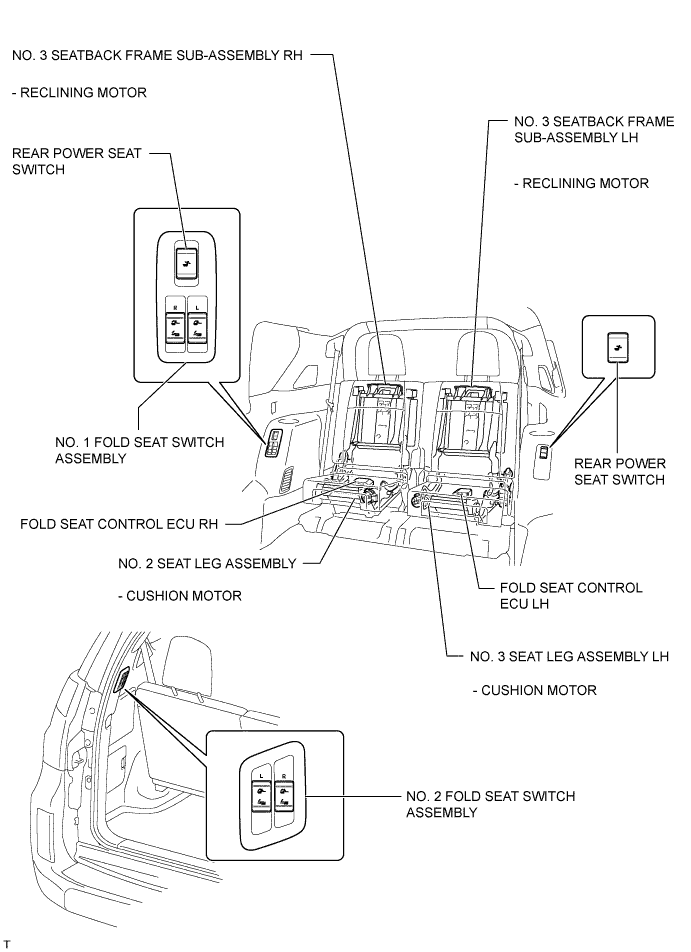 NO. 3 SEATBACK FRAME SUB-ASSEMBLY RH
- RECLINING MOTOR
NO. 3 SEATBACK FRAME
SUB-ASSEMBLY LH
- RECLINING MOTOR
REAR POWER SEAT
SWITCH
R L
NO. 1 FOLD SEAT SWITCH
ASSEMBLY
REAR POWER
SEAT SWITCH
FOLD SEAT CONTROL ECU RH
NO. 2 SEAT LEG ASSEMBLY
- CUSHION MOTOR
FOLD SEAT CONTROL
ECU LH
NO. 3 SEAT LEG ASSEMBLY LH
- CUSHION MOTOR
L R
NO. 2 FOLD SEAT SWITCH
ASSEMBLY
T